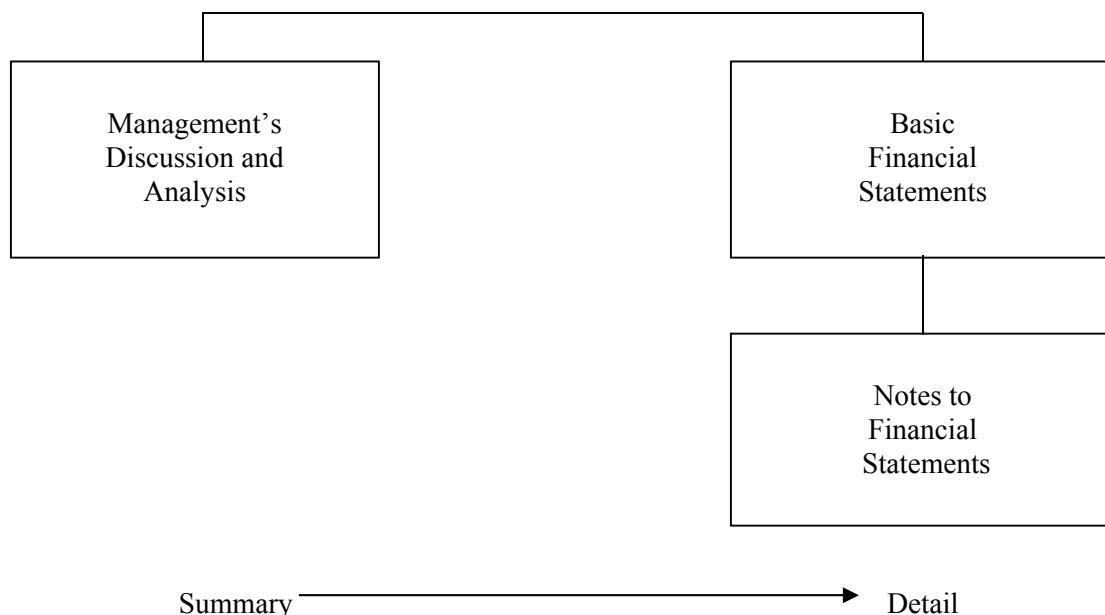 Management’s
Discussion and
Analysis
Basic
Financial
Statements
Notes to
Financial
Statements
Summary
Detail